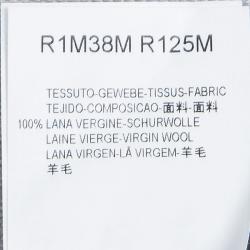 R1M38M R125M
TESSUTO-GEWEBE-TISSUS-FABRIC
TEJIDO-COMPOSICAO-面料-面料
100% LANA VERGINE-SCHURWOLLE
LAINE VIERGE-VIRGIN WOOL
LANA VIRGEN-LÃ VIRGEM-羊毛
羊毛